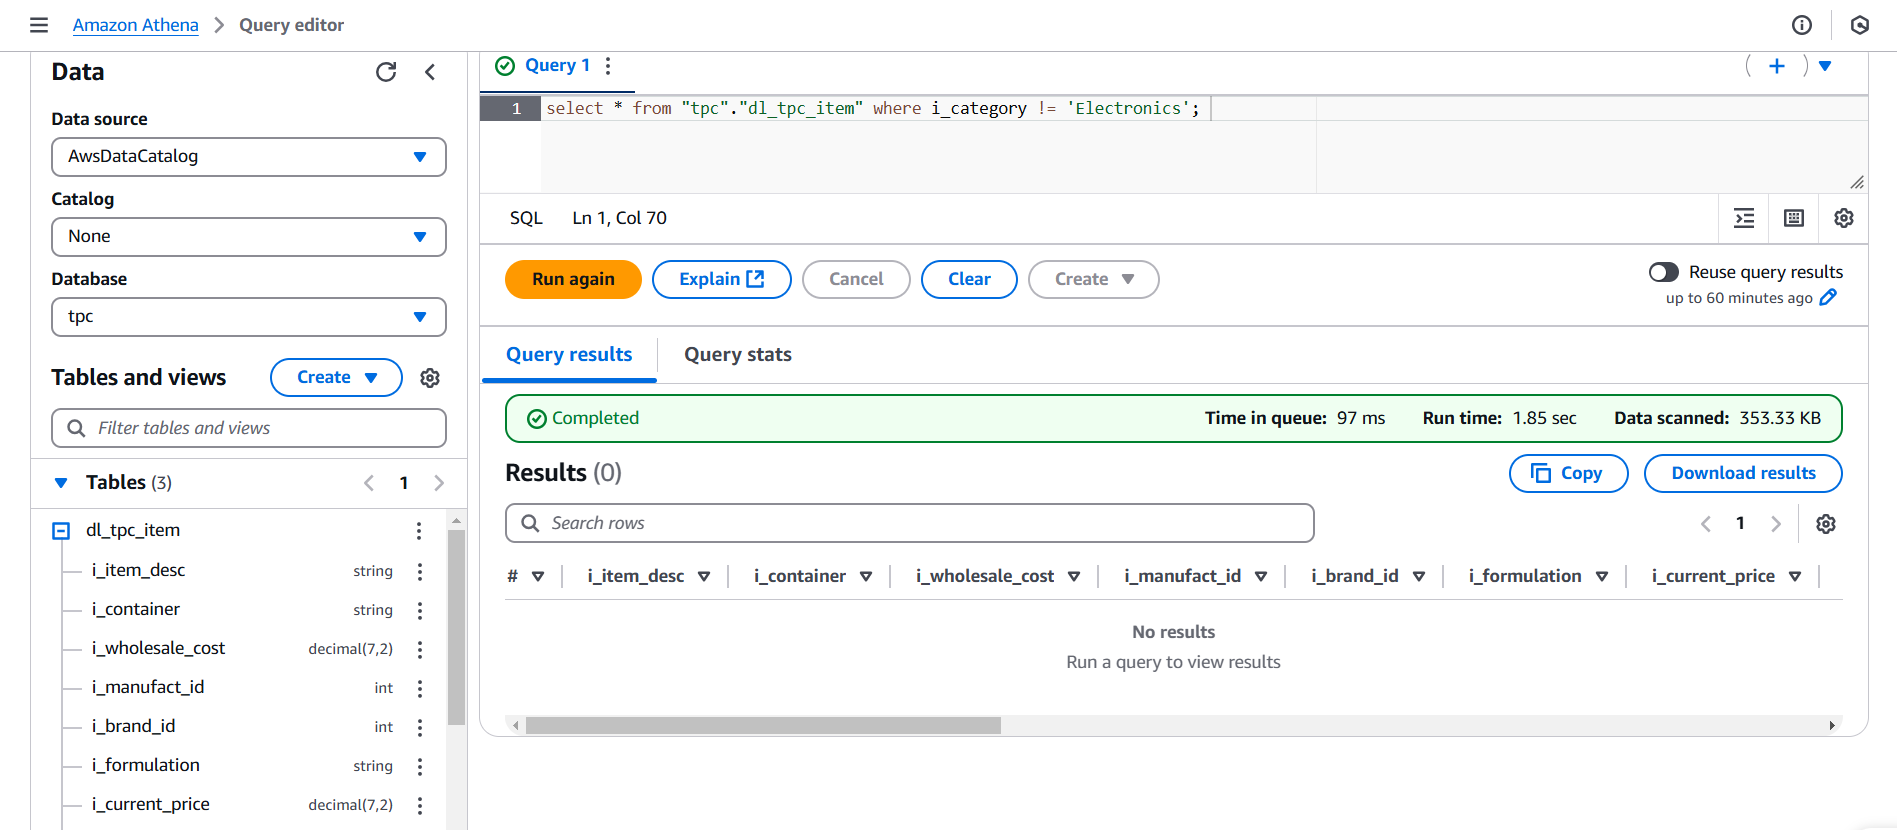 Amazon Athena > Query editor
Data
Data source
AwsDataCatalog
Catalog
None
Database
tpc
Tables and views Create
Filter tables and views
Tables (3) < 1 >
dl_tpc_item
i_item_desc string
i_container string
i_wholesale_cost decimal(7,2)
i_manufact_id int
i_brand_id int
i_formulation string
i_current_price decimal(7,2)
Query 1
1 select * from "tpc"."dl_tpc_item" where i_category != 'Electronics';
SQL Ln 1, Col 70
Run again Explain Cancel Clear Create
Reuse query results
up to 60 minutes ago
Query results Query stats
Completed Time in queue: 97 ms Run time: 1.85 sec Data scanned: 353.33 KB
Results (0) Copy Download results
Search rows < 1 >
# i_item_desc i_container i_wholesale_cost i_manufact_id i_brand_id i_formulation i_current_price
No results
Run a query to view results